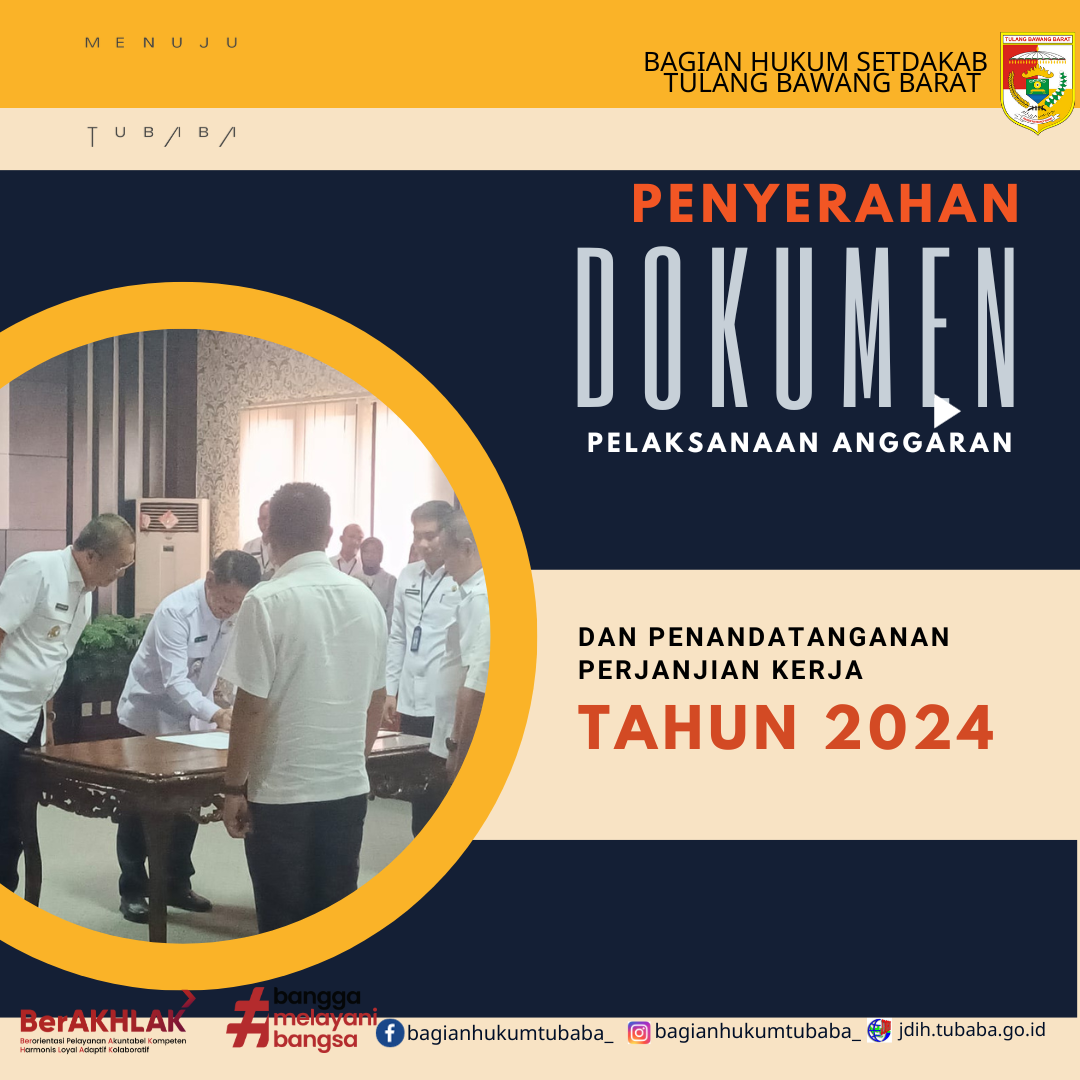 MENUJU
TUBABA
BAGIAN HUKUM SETDAKAB
TULANG BAWANG BARAT
TULANG BAWANG BARAT
PENYERAHAN
DOKUMEN
PELAKSANAAN ANGGARAN
DAN PENANDATANGANAN
PERJANJIAN KERJA
TAHUN 2024
BerAKHLAK
Berorientasi Pelayanan Akuntabel Kompeten
Harmonis Loyal Adaptif Kolaboratif
#bangga
melayani
bangsa
bagianhukumtubaba_
bagianhukumtubaba_
jdih.tubaba.go.id